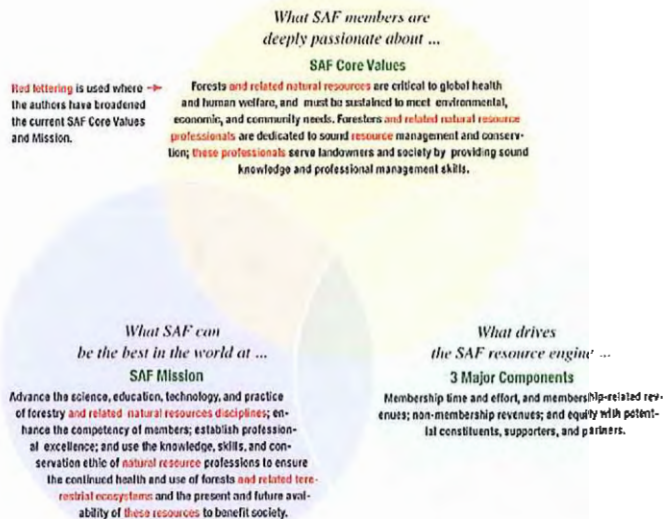 What SAF members are
deeply passionate about ...
SAF Core Values
Forests and related natural resources are critical to global health
and human welfare, and must be sustained to meet environmental,
economic, and community needs. Foresters and related natural resource
professionals are dedicated to sound resource management and conserv-
tion; these professionals serve landowners and society by providing sound
knowledge and professional management skills.
Red lettering is used where
the authors have broadened
the current SAF Core Values
and Mission.
What SAF can
be the best in the world at ...
SAF Mission
Advance the science, education, technology, and practice
of forestry and related natural resources disciplines; en-
hance the competency of members; establish profession-
al excellence; and use the knowledge, skills, and con-
servation ethic of natural resource professions to ensure
the continued health and use of forests and related terre-
restrial ecosystems and the present and future avail-
ability of these resources to benefit society.
What drives
the SAF resource engine ...
3 Major Components
Membership time and effort, and membership-related rev-
enues; non-membership revenues; and equity with potent-
ial constituents, supporters, and partners.